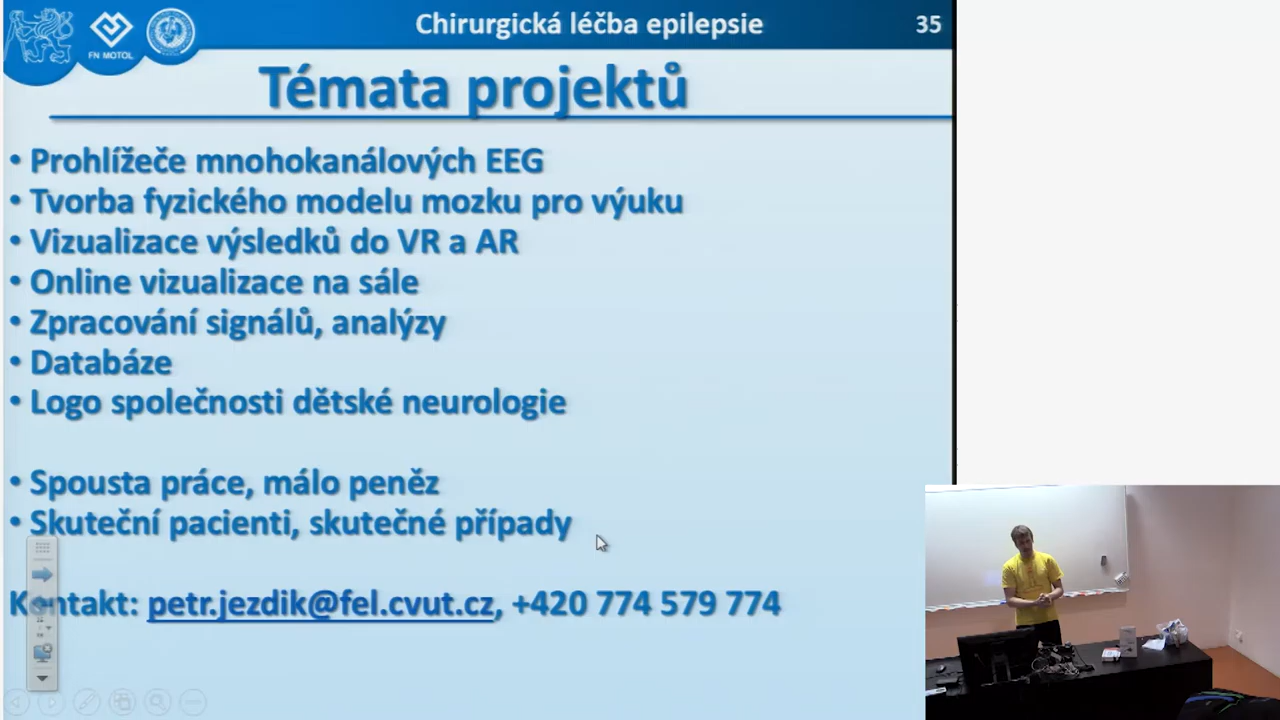 Chirurgická léčba epilepsie
35
FN MOTOL
Témata projektů
• Prohlížeče mnohokanálových EEG
• Tvorba fyzického modelu mozku pro výuku
• Vizualizace výsledků do VR a AR
• Online vizualizace na sále
• Zpracování signálů, analýzy
• Databáze
• Logo společnosti dětské neurologie
• Spousta práce, málo peněz
• Skuteční pacienti, skutečné případy
Kontakt: petr.jezdik@fel.cvut.cz, +420 774 579 774